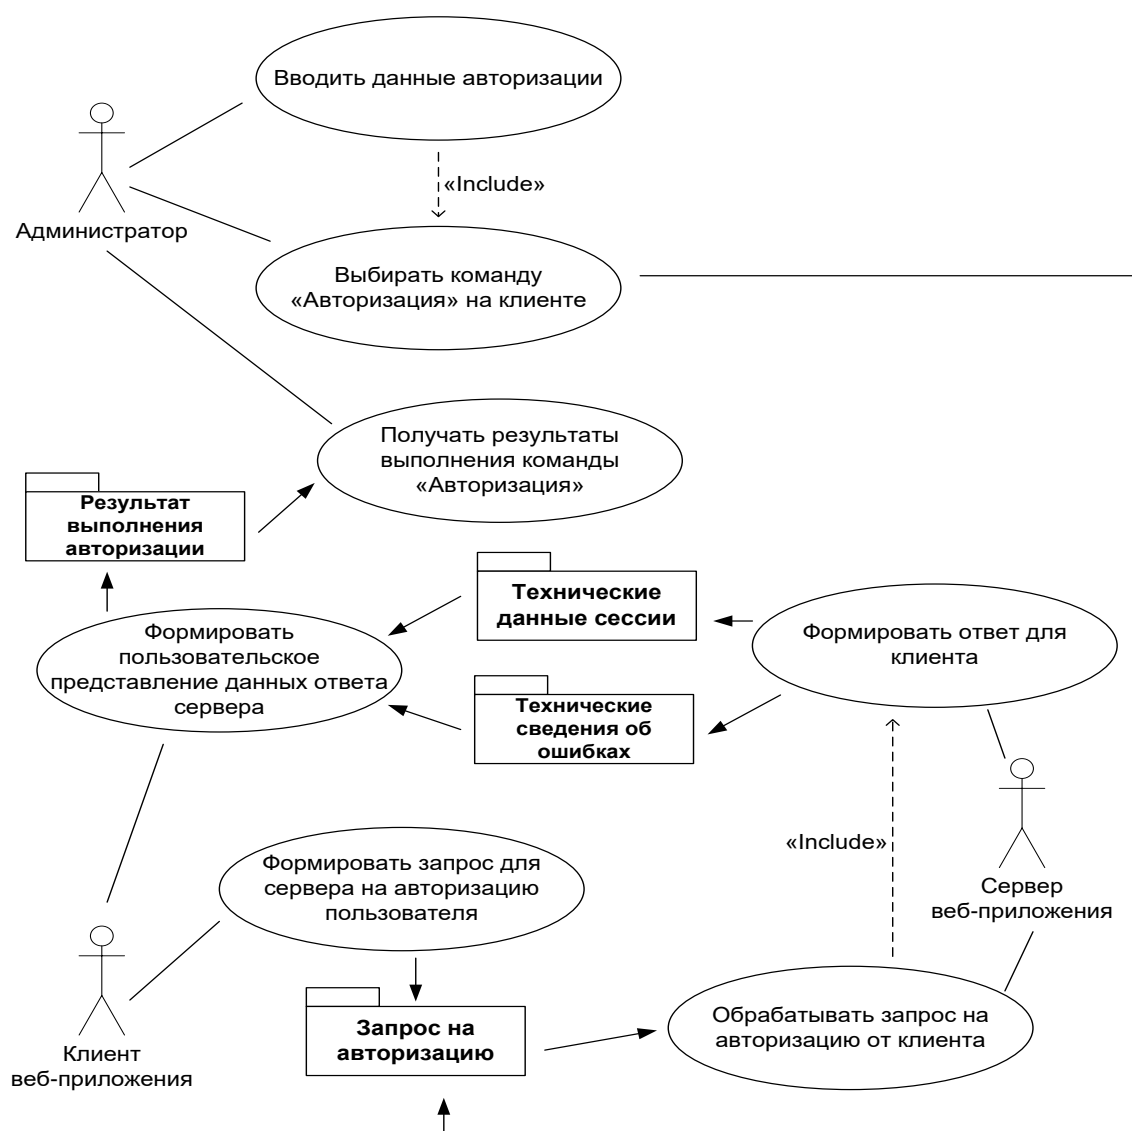 Вводить данные авторизации
«Include»
Администратор
Выбирать команду
«Авторизация» на клиенте
Получать результаты
выполнения команды
«Авторизация»
Результат
выполнения
авторизации
Технические
данные сессии
Формировать ответ для
клиента
Формировать
пользовательское
представление данных ответа
сервера
Технические
сведения об
ошибках
«Include»
Формировать запрос для
сервера на авторизацию
пользователя
Сервер
веб-приложения
Запрос на
авторизацию
Обрабатывать запрос на
авторизацию от клиента
Клиент
веб-приложения